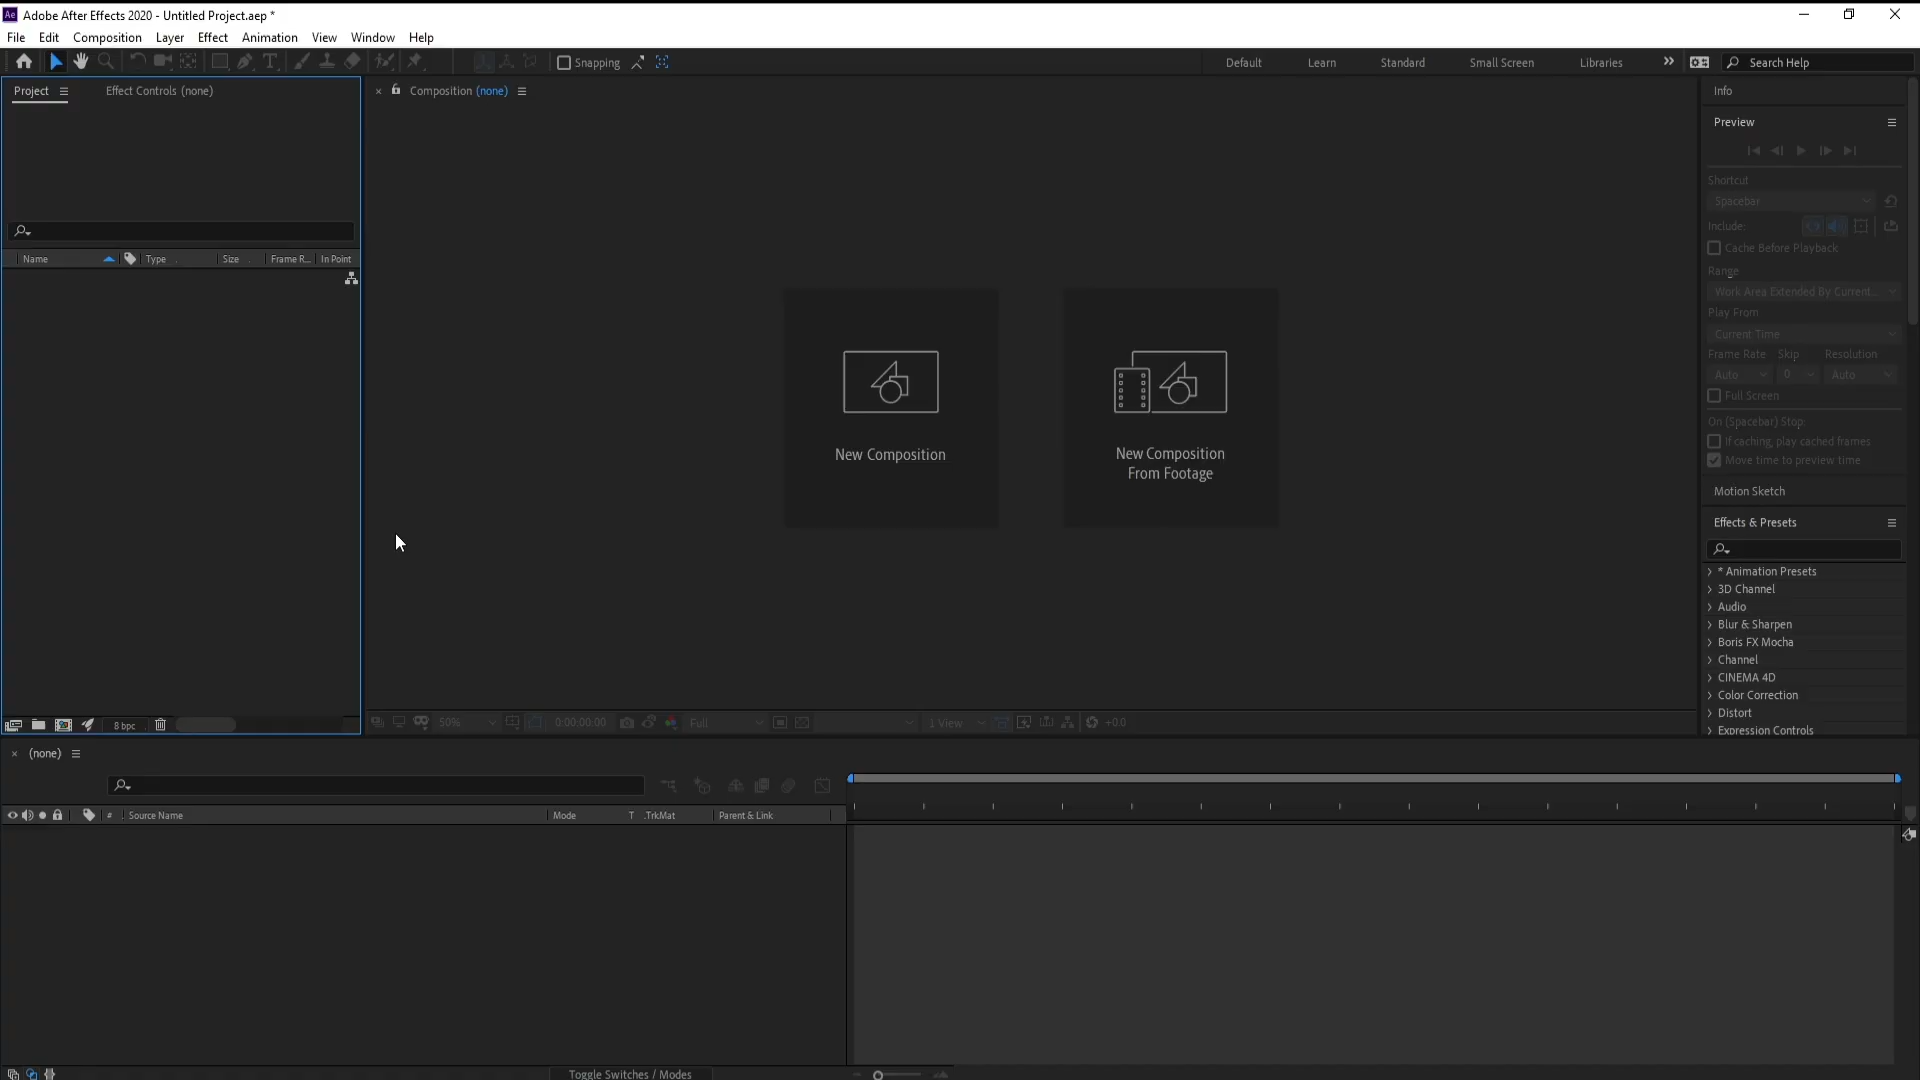 Ae Adobe After Effects 2020 - Untitled Project.aep *
File Edit Composition Layer Effect Animation View Window Help
Snapping Default Learn Standard Small Screen Libraries Search Help
Project Effect Controls (none)
Composition (none)
Info
Preview
Shortcut
Spacebar
Include:
Cache Before Playback
Range
Work Area Extended By Current...
Play From
Current Time
Frame Rate Skip Resolution
Auto 0 Auto
Full Screen
On (Spacebar) Stop:
If caching, play cached frames
Move time to preview time
Motion Sketch
Effects & Presets
* Animation Presets
3D Channel
Audio
Blur & Sharpen
Boris FX Mocha
Channel
CINEMA 4D
Color Correction
Distort
Expression Controls
Name Type Size Frame R... In Point
New Composition
New Composition
From Footage
8 bpc
50% 0:00:00:00 Full 1 View +0.0
(none)
# Source Name Mode T .TrkMat Parent & Link
Toggle Switches / Modes